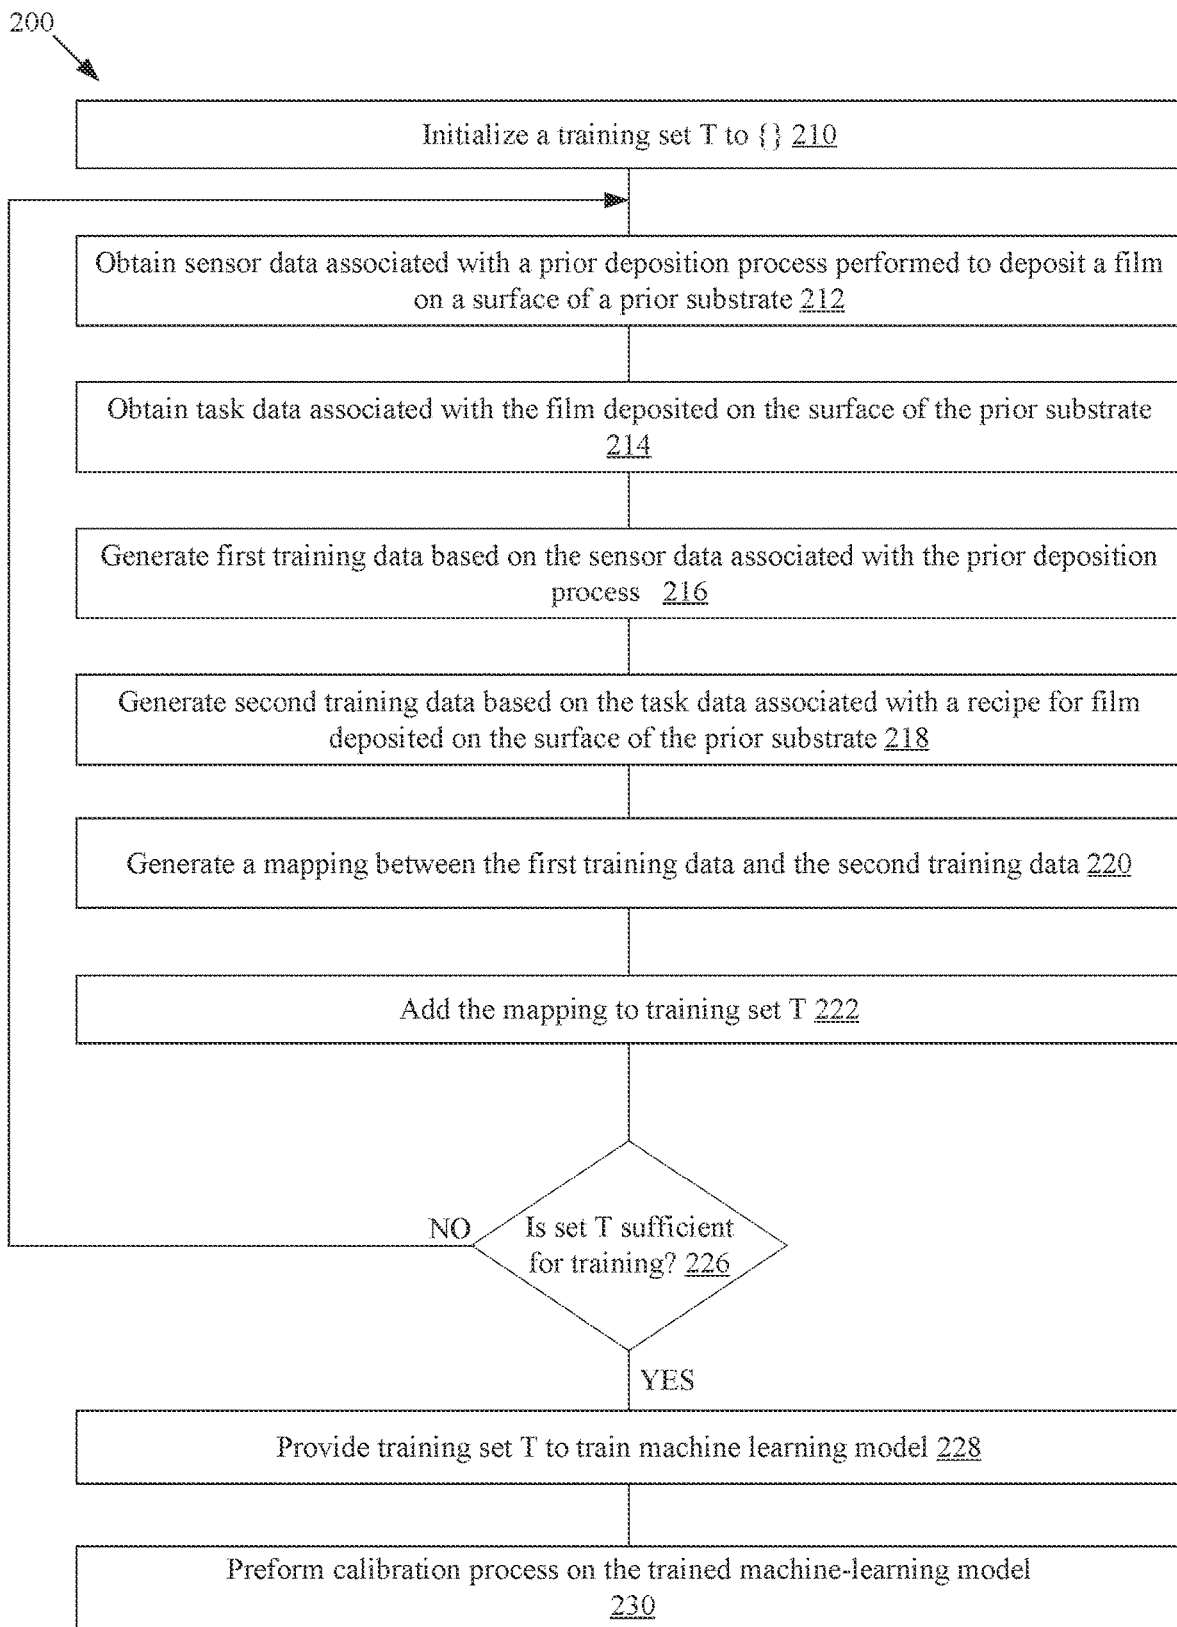 200
Initialize a training set T to {} 210
Obtain sensor data associated with a prior deposition process performed to deposit a film
on a surface of a prior substrate 212
Obtain task data associated with the film deposited on the surface of the prior substrate
214
Generate first training data based on the sensor data associated with the prior deposition
process 216
Generate second training data based on the task data associated with a recipe for film
deposited on the surface of the prior substrate 218
Generate a mapping between the first training data and the second training data 220
Add the mapping to training set T 222
NO
Is set T sufficient
for training? 226
YES
Provide training set T to train machine learning model 228
Preform calibration process on the trained machine-learning model
230